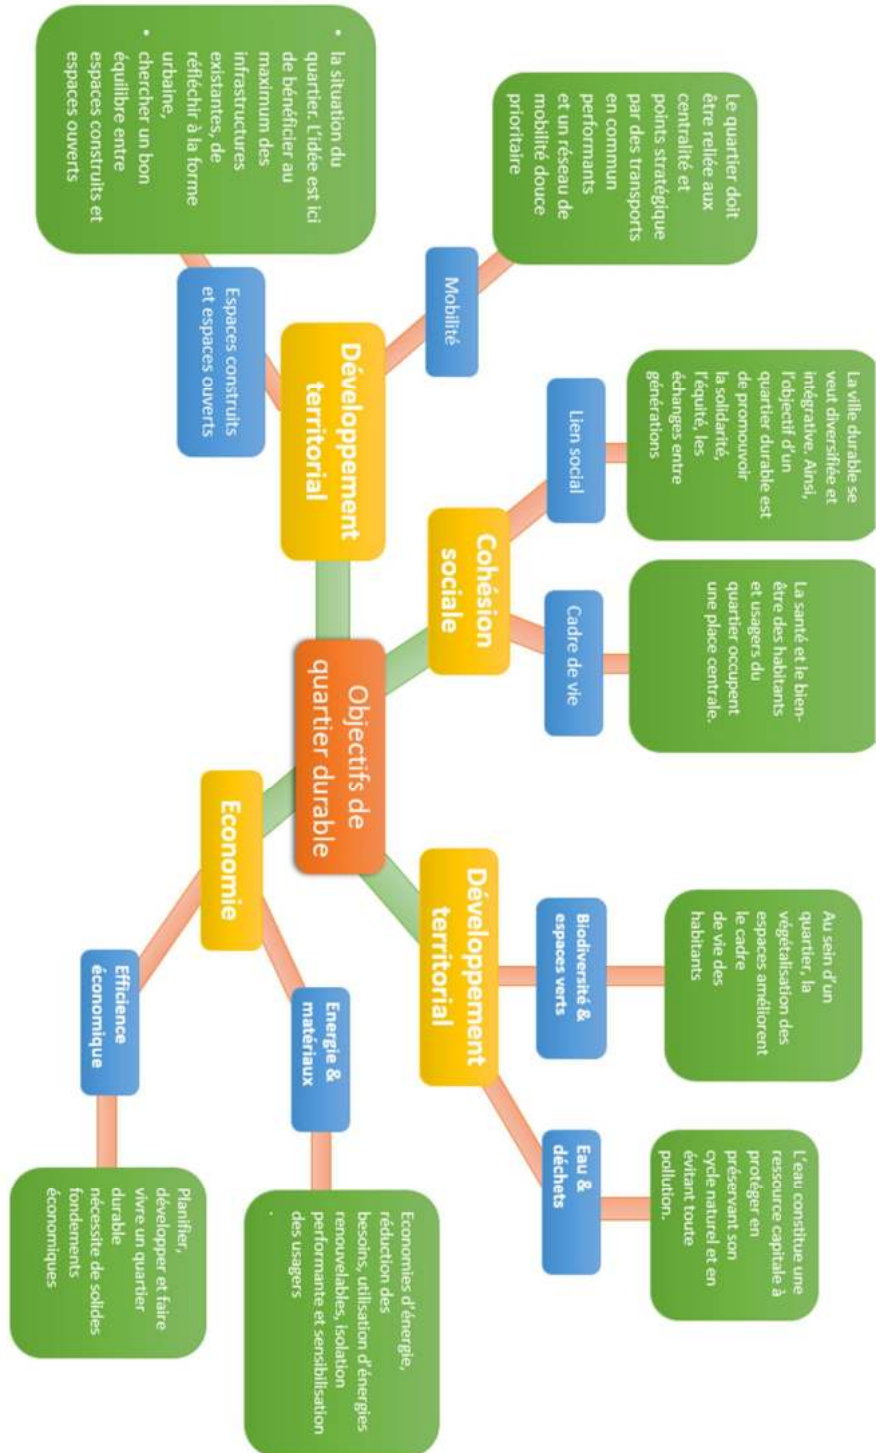 Objectifs de
quartier durable
Développement
territorial
Mobilité
Le quartier doit
être reliée aux
centralité et
points stratégique
par des transports
en commun
performants
et un réseau de
mobilité douce
prioritaire
Espaces construits
et espaces ouverts
• la situation du
quartier. L'idée est ici
de bénéficier au
maximum des
infrastructures
existantes, de
réfléchir à la forme
urbaine,
• chercher un bon
équilibre entre
espaces construits et
espaces ouverts
Cohésion
sociale
Lien social
La ville durable se
veut diversifiée et
intégrative. Ainsi,
l'objectif d'un
quartier durable est
de promouvoir
la solidarité,
l'équité, les
échanges entre
générations
Cadre de vie
La santé et le bien-
être des habitants
et usagers du
quartier occupent
une place centrale.
Développement
territorial
Biodiversité &
espaces verts
Au sein d'un
quartier, la
végétalisation des
espaces améliorent
le cadre
de vie des
habitants
Eau &
déchets
L'eau constitue une
ressource capitale à
protéger en
préservant son
cycle naturel et en
évitant toute
pollution.
Economie
Energie &
matériaux
Economies d'énergie,
réduction des
besoins, utilisation d'énergies
renouvelables, isolation
performante et sensibilisation
des usagers
.
Efficience
économique
Planifier,
développer et faire
vivre un quartier
durable
nécessite de solides
fondements
économiques